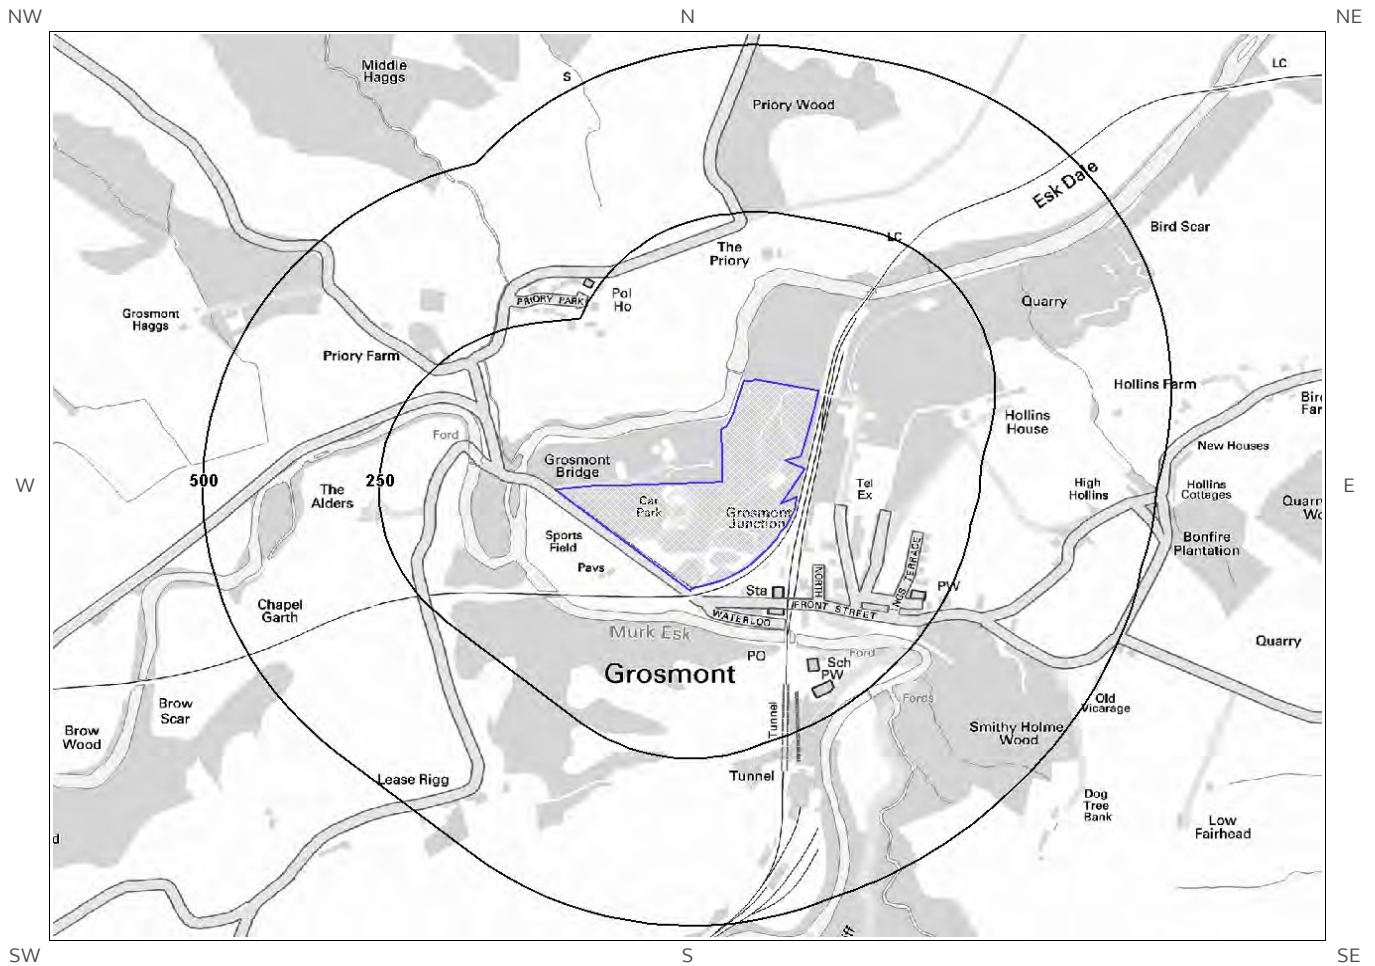 NW
N
NE
Middle
Haggs
S
LC
Priory Wood
Esk Dale
Bird Scar
LC
The
Priory
PRIORY PARK
Pol
Ho
Quarry
Grosmont
Haggs
Priory Farm
Hollins Farm
Hollins
House
New Houses
Ford
Grosmont
Bridge
500
250
W
E
The
Alders
Car
Park
Grosmont
Junction
Tel
Ex
High
Hollins
Hollins
Cottages
Bonfire
Plantation
Sports
Field
Pavs
Sta
NORTH
TERRACE
PW
FRONT STREET
WATERLOO
Chapel
Garth
Murk Esk
PO
Ford
Sch
PW
Grosmont
Quarry
Fords
Old
Vicarage
Brow
Scar
Brow
Wood
Tunnel
Smithy Holme
Wood
Lease Rigg
Tunnel
Dog
Tree
Bank
Low
Fairhead
d
SW
S
SE